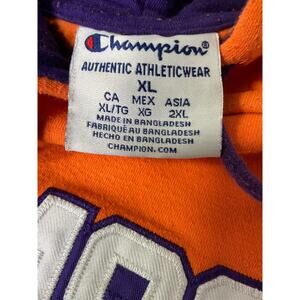 Champion®
AUTHENTIC ATHLETICWEAR
XL
CA MEX ASIA
XL/TG XG 2XL
MADE IN BANGLADESH
FABRIQUÉ AU BANGLADESH
HECHO EN BANGLADESH
CHAMPION.COM